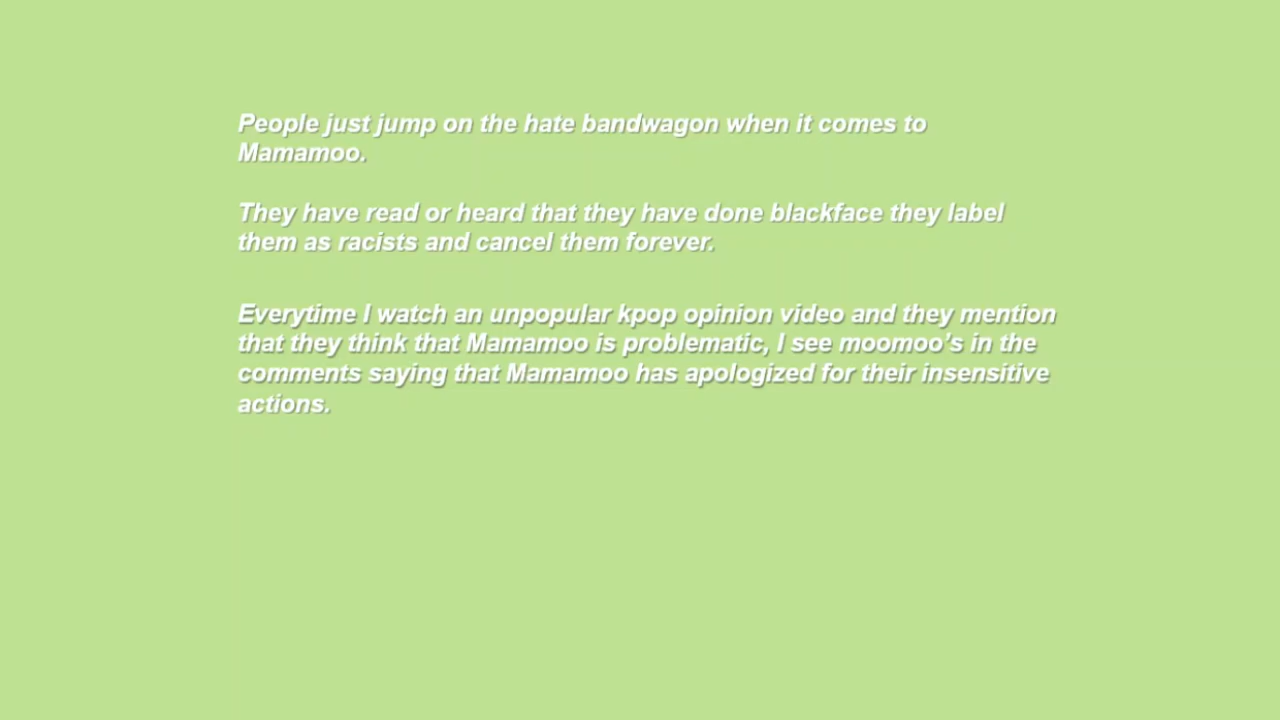 People just jump on the hate bandwagon when it comes to
Mamamoo.
They have read or heard that they have done blackface they label
them as racists and cancel them forever.
Everytime I watch an unpopular kpop opinion video and they mention
that they think that Mamamoo is problematic, I see moomoo's in the
comments saying that Mamamoo has apologized for their insensitive
actions.